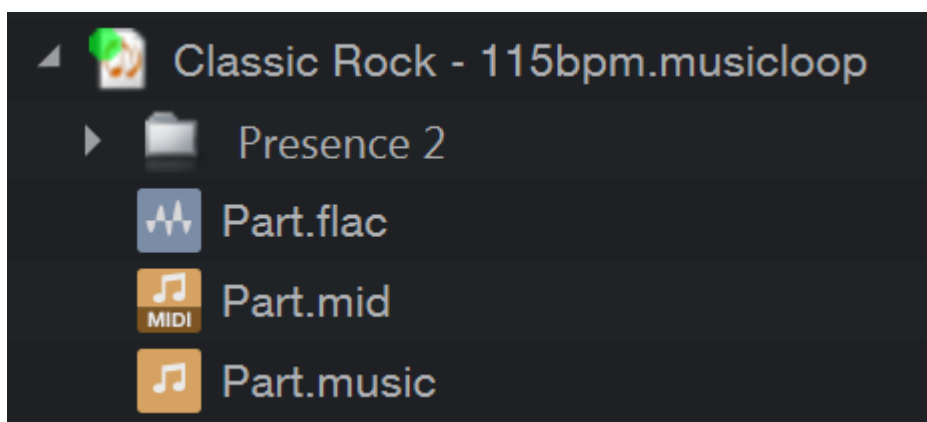 Classic Rock - 115bpm.musicloop
Presence 2
Part.flac
MIDI
Part.mid
Part.music